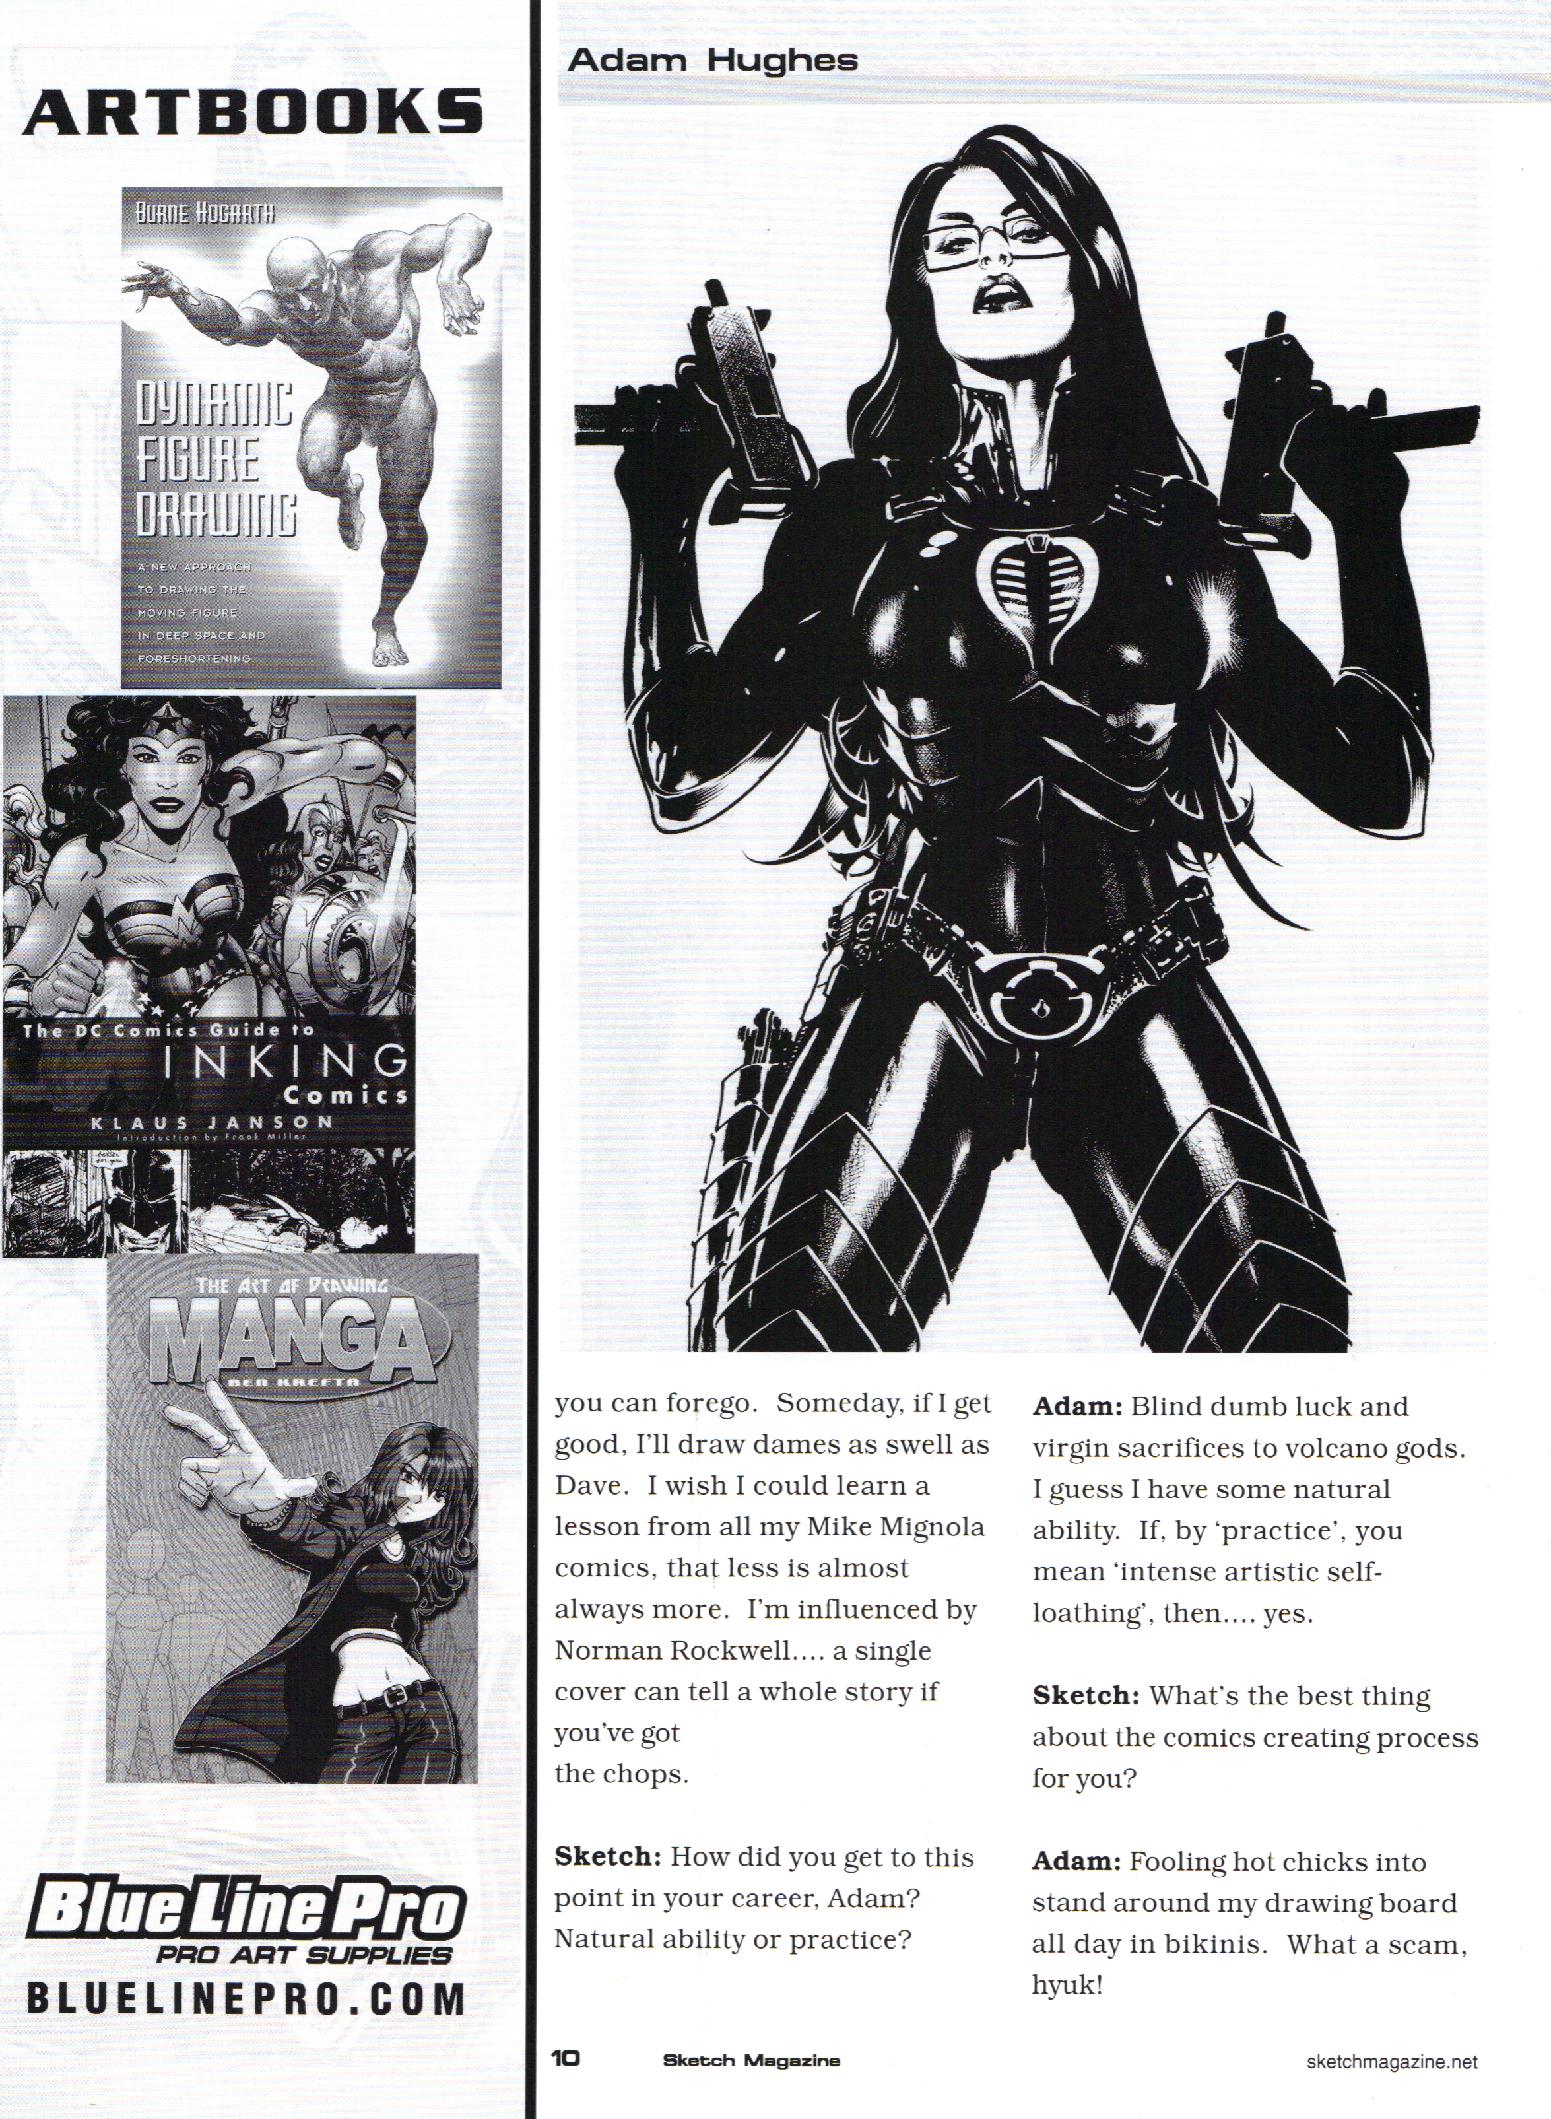 ARTBOOKS
BURNE HOGARTH
DYNAMIC
FIGURE
DRAWING
A NEW APPROACH
TO DRAWING THE
MOVING FIGURE
IN DEEP SPACE AND
FORESHORTENING
The DC Comics Guide to
INKING
Comics
KLAUS JANSON
Introduction by Frank Miller
THE ART OF DRAWING
MANGA
BEN KREFTA
BlueLinePro
PRO ART SUPPLIES
BLUELINEPRO.COM
Adam Hughes
you can forego. Someday, if I get
good, I'll draw dames as swell as
Dave. I wish I could learn a
lesson from all my Mike Mignola
comics, that less is almost
always more. I'm influenced by
Norman Rockwell.... a single
cover can tell a whole story if
you've got
the chops.
Sketch: How did you get to this
point in your career, Adam?
Natural ability or practice?
Adam: Blind dumb luck and
virgin sacrifices to volcano gods.
I guess I have some natural
ability. If, by 'practice', you
mean 'intense artistic self-
loathing', then.... yes.
Sketch: What's the best thing
about the comics creating process
for you?
Adam: Fooling hot chicks into
stand around my drawing board
all day in bikinis. What a scam,
hyuk!
10 Sketch Magazine sketchmagazine.net